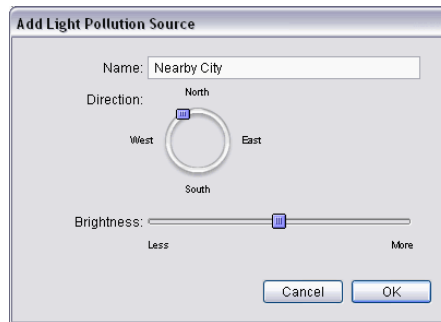 Add Light Pollution Source
Name: Nearby City
Direction:
North
West East
South
Brightness:
Less More
Cancel OK